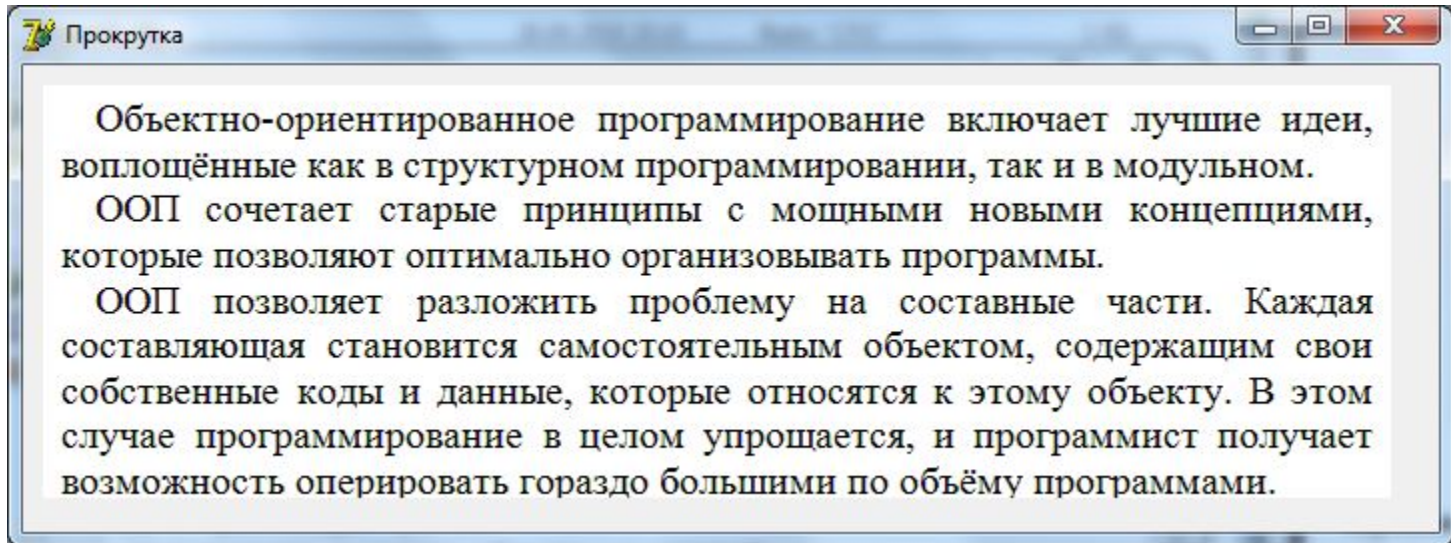 Прокрутка
Объектно-ориентированное программирование включает лучшие идеи,
воплощённые как в структурном программировании, так и в модульном.
ООП сочетает старые принципы с мощными новыми концепциями,
которые позволяют оптимально организовывать программы.
ООП позволяет разложить проблему на составные части. Каждая
составляющая становится самостоятельным объектом, содержащим свои
собственные коды и данные, которые относятся к этому объекту. В этом
случае программирование в целом упрощается, и программист получает
возможность оперировать гораздо большими по объёму программами.